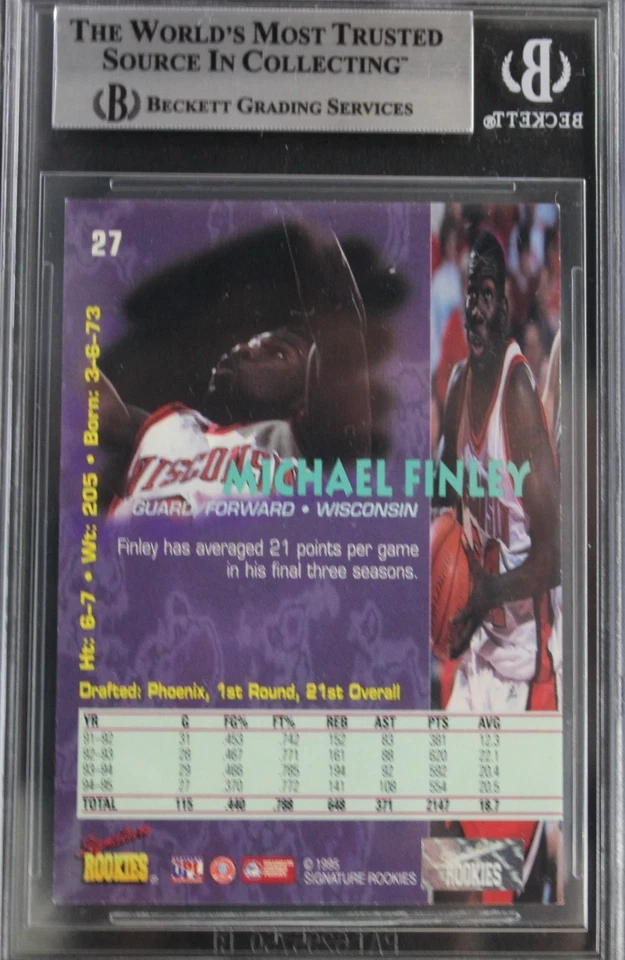 THE WORLD'S MOST TRUSTED
SOURCE IN COLLECTING™
B BECKETT GRADING SERVICES
B
BECKETT®
27
Ht: 6-7 • Wt: 205 • Born: 3-6-73
WISCONS
MICHAEL FINLEY
GUARD/FORWARD • WISCONSIN
Finley has averaged 21 points per game
in his final three seasons.
Drafted: Phoenix, 1st Round, 21st Overall
YR G FG% FT% REB AST PTS AVG
91-92 31 .453 .742 152 83 381 12.3
92-93 28 .467 .771 161 88 620 22.1
93-94 29 .466 .785 194 92 592 20.4
94-95 27 .370 .772 141 108 554 20.5
TOTAL 115 .440 .768 648 371 2147 18.7
Signature
ROOKIES
© 1995
SIGNATURE ROOKIES
ROOKIES